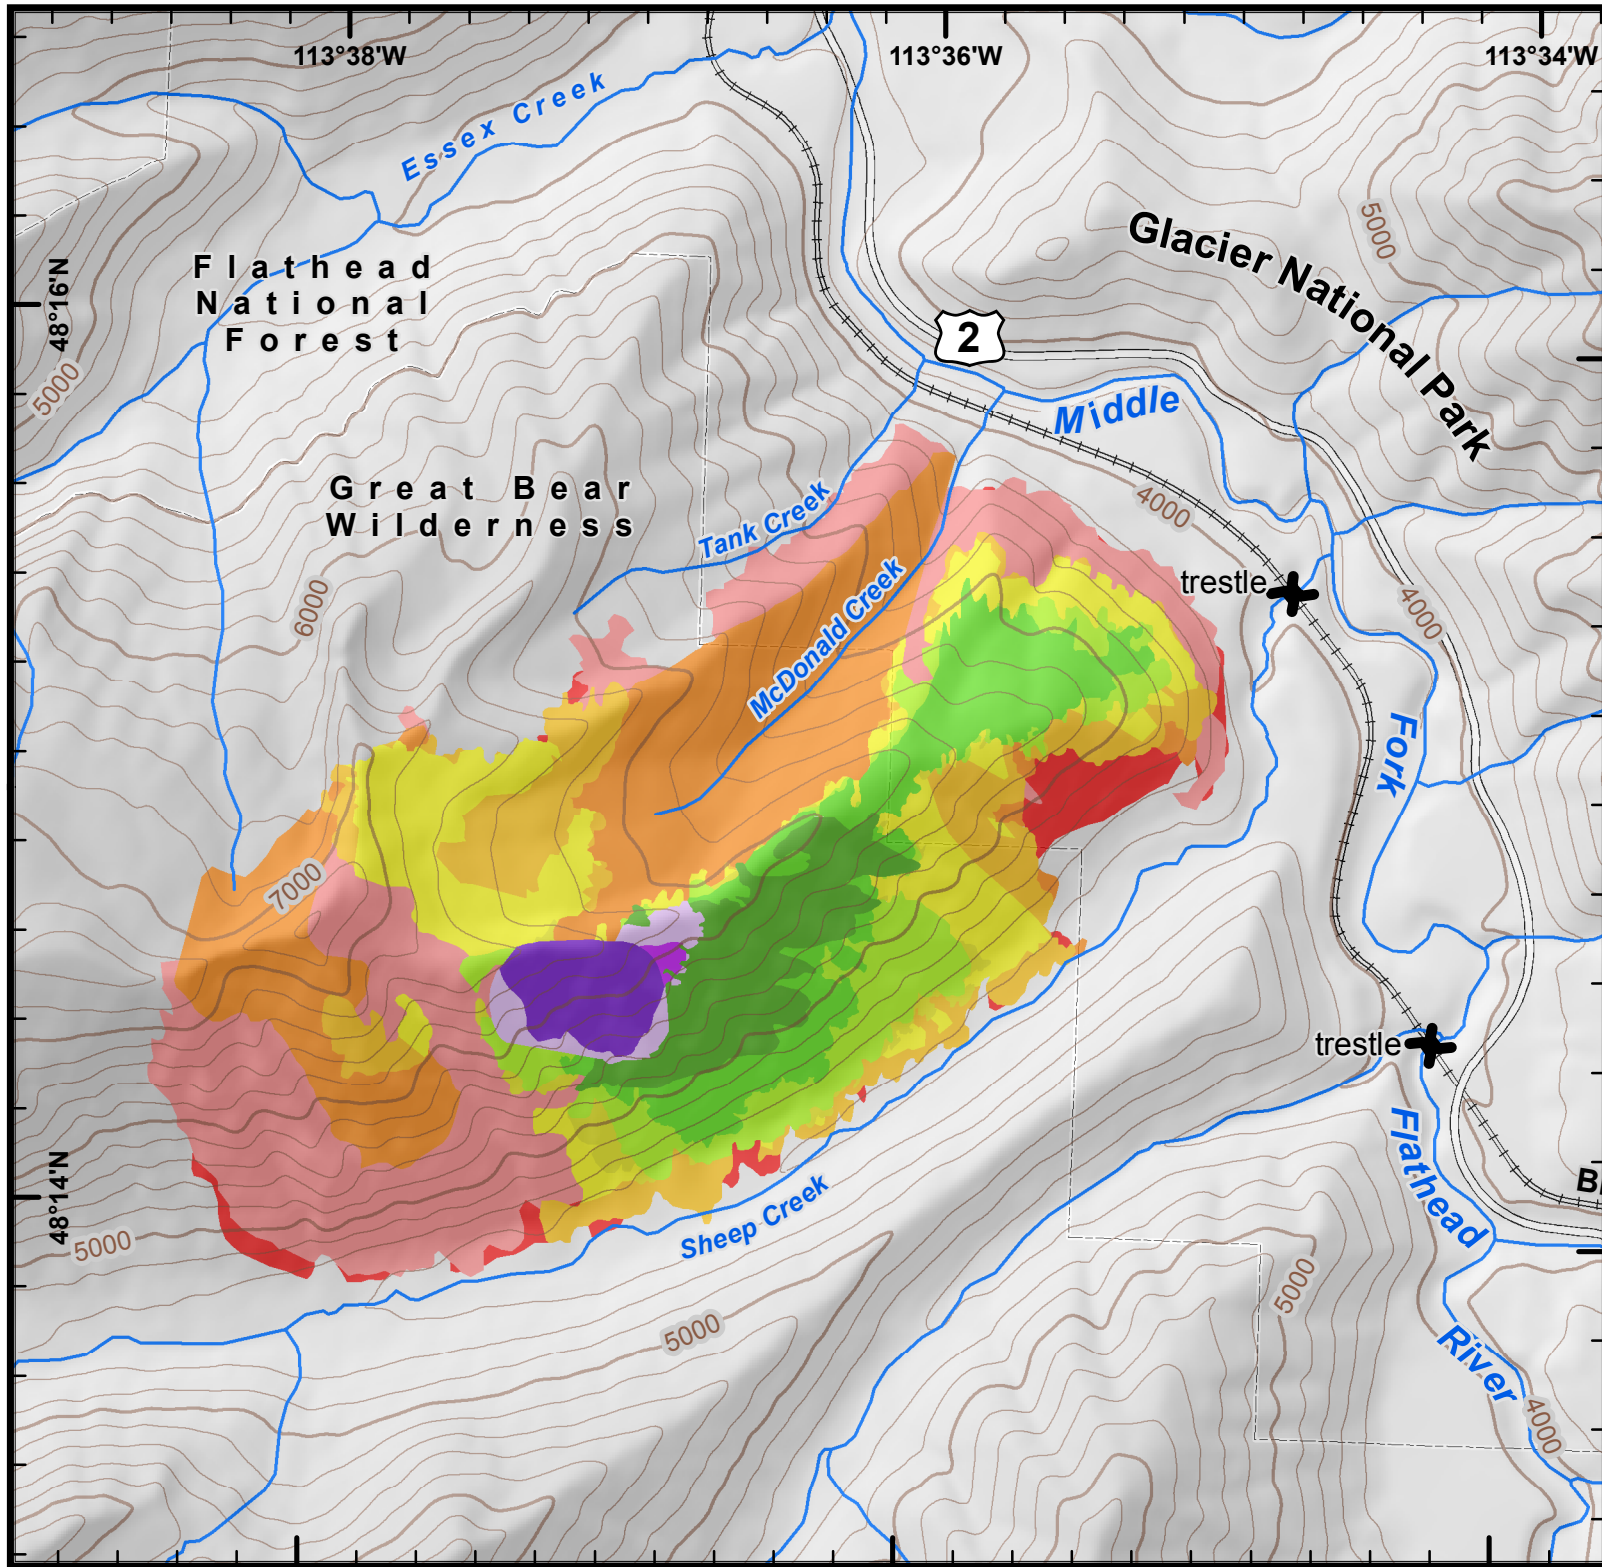 113°38'W
113°36'W
113°34'W
Essex Creek
Glacier National Park
5000
Flathead
National
Forest
48°16'N
2
5000
Middle
Great Bear
Wilderness
Tank Creek
4000
McDonald Creek
trestle
4000
6000
Fork
7000
trestle
Flathead
48°14'N
Sheep Creek
5000
5000
5000
River
4000